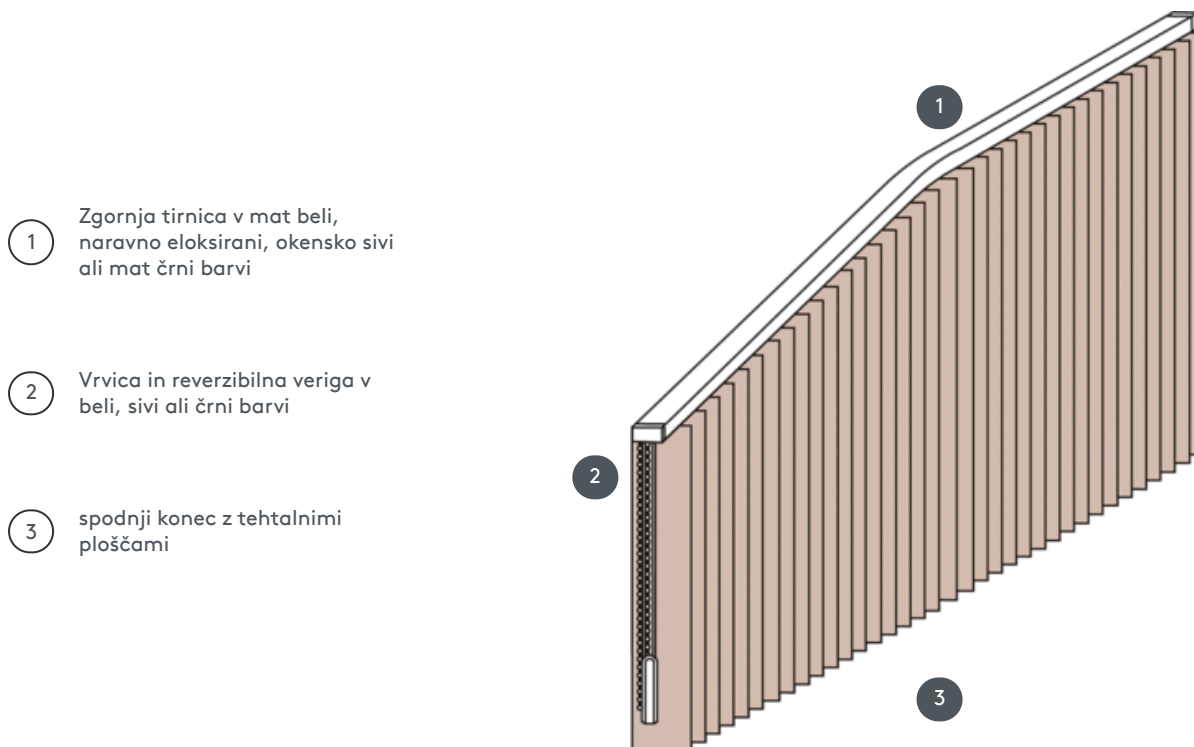 1
Zgornja tirnica v mat beli,
naravno eloksirani, okensko sivi
ali mat črni barvi
2
Vrvica in reverzibilna veriga v
beli, sivi ali črni barvi
3
spodnji konec z tehtalnimi
ploščami
1
2
3